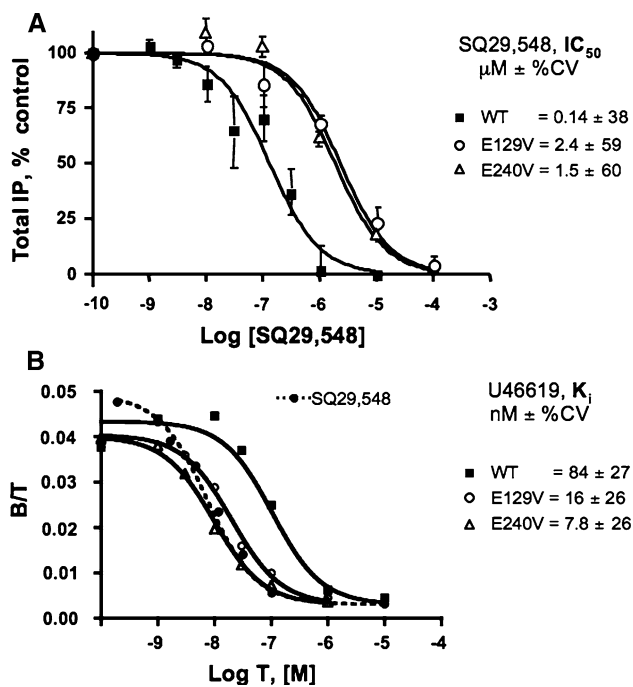 A
SQ29,548, IC50
μM ± %CV
■ WT = 0.14 ± 38
○ E129V = 2.4 ± 59
△ E240V = 1.5 ± 60
Total IP, % control
100
75
50
25
0
-10 -9 -8 -7 -6 -5 -4 -3
Log [SQ29,548]
B
SQ29,548
U46619, Ki
nM ± %CV
■ WT = 84 ± 27
○ E129V = 16 ± 26
△ E240V = 7.8 ± 26
B/T
0.05
0.04
0.03
0.02
0.01
0.00
-9 -8 -7 -6 -5
Log T, [M]